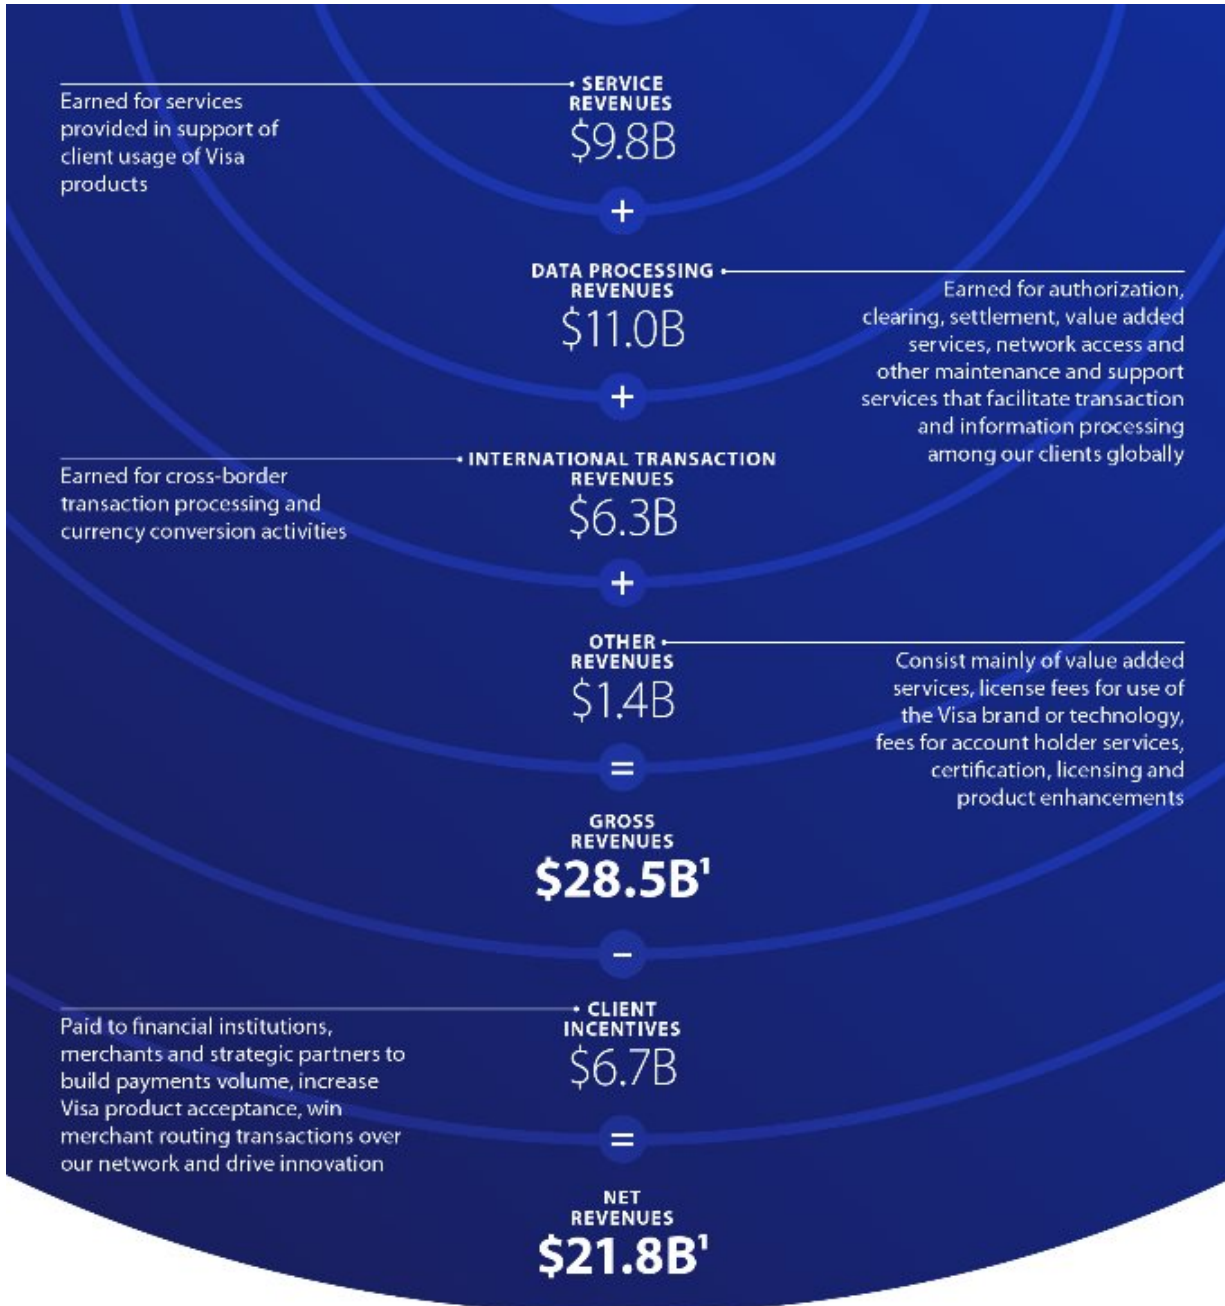 SERVICE
REVENUES
$9.8B
Earned for services
provided in support of
client usage of Visa
products
+
DATA PROCESSING
REVENUES
$11.0B
Earned for authorization,
clearing, settlement, value added
services, network access and
other maintenance and support
services that facilitate transaction
and information processing
among our clients globally
+
INTERNATIONAL TRANSACTION
REVENUES
$6.3B
Earned for cross-border
transaction processing and
currency conversion activities
+
OTHER
REVENUES
$1.4B
Consist mainly of value added
services, license fees for use of
the Visa brand or technology,
fees for account holder services,
certification, licensing and
product enhancements
=
GROSS
REVENUES
$28.5B¹
–
CLIENT
INCENTIVES
$6.7B
Paid to financial institutions,
merchants and strategic partners to
build payments volume, increase
Visa product acceptance, win
merchant routing transactions over
our network and drive innovation
=
NET
REVENUES
$21.8B¹